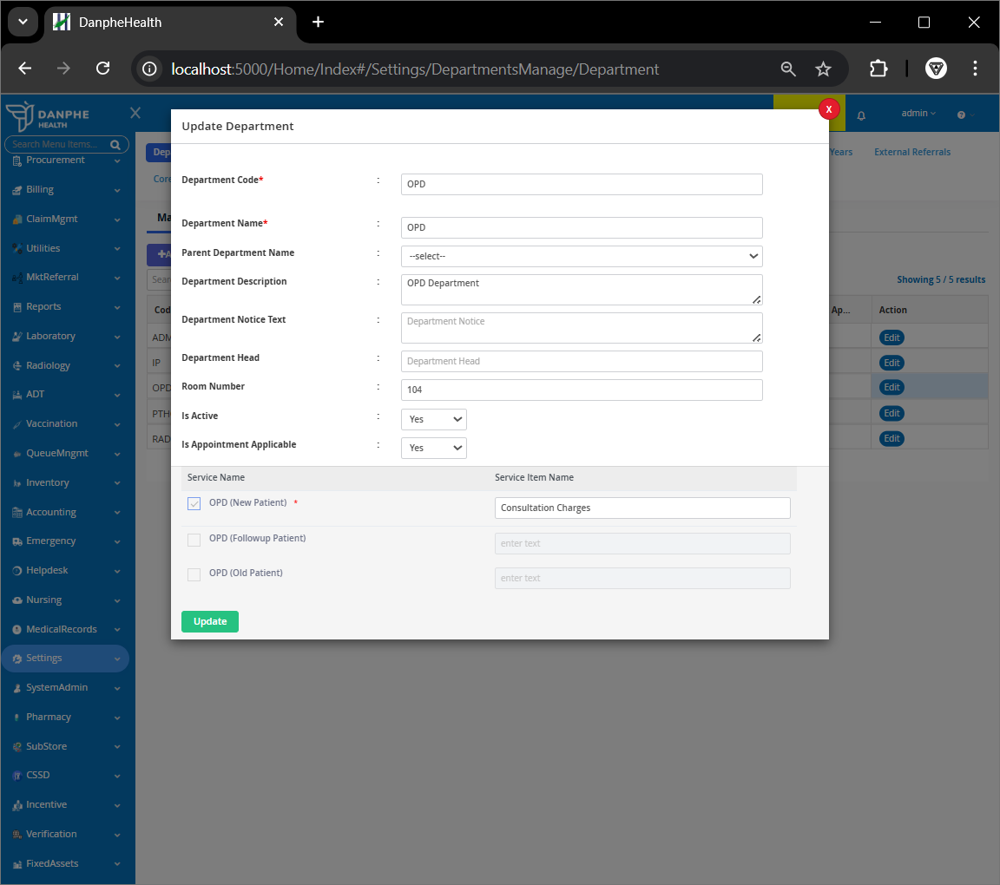 DanpheHealth
localhost:5000/Home/Index#/Settings/DepartmentsManage/Department
DANPHE
HEALTH
admin
Search Menu Items...
Update Department
X
Dep
Years
External Referrals
Core
Procurement
Billing
ClaimMgmt
Utilities
MktReferral
Reports
Laboratory
Radiology
ADT
Vaccination
QueueMngmt
Inventory
Accounting
Emergency
Helpdesk
Nursing
MedicalRecords
Settings
SystemAdmin
Pharmacy
SubStore
CSSD
Incentive
Verification
FixedAssets
Department Code* : OPD
Department Name* : OPD
Parent Department Name : --select--
Department Description : OPD Department
Department Notice Text : Department Notice
Department Head : Department Head
Room Number : 104
Is Active : Yes
Is Appointment Applicable : Yes
Service Name Service Item Name
OPD (New Patient) * Consultation Charges
OPD (Followup Patient) enter text
OPD (Old Patient) enter text
Update
Ma
+A
Sear
Showing 5 / 5 results
Cod Ap... Action
ADM Edit
IP Edit
OPD Edit
PTH Edit
RAD Edit